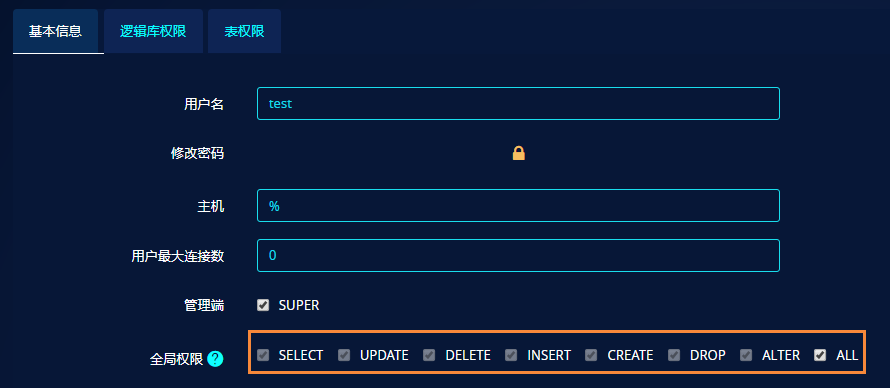 基本信息 逻辑库权限 表权限
用户名 test
修改密码
主机 %
用户最大连接数 0
管理端 SUPER
全局权限 ? SELECT UPDATE DELETE INSERT CREATE DROP ALTER ALL